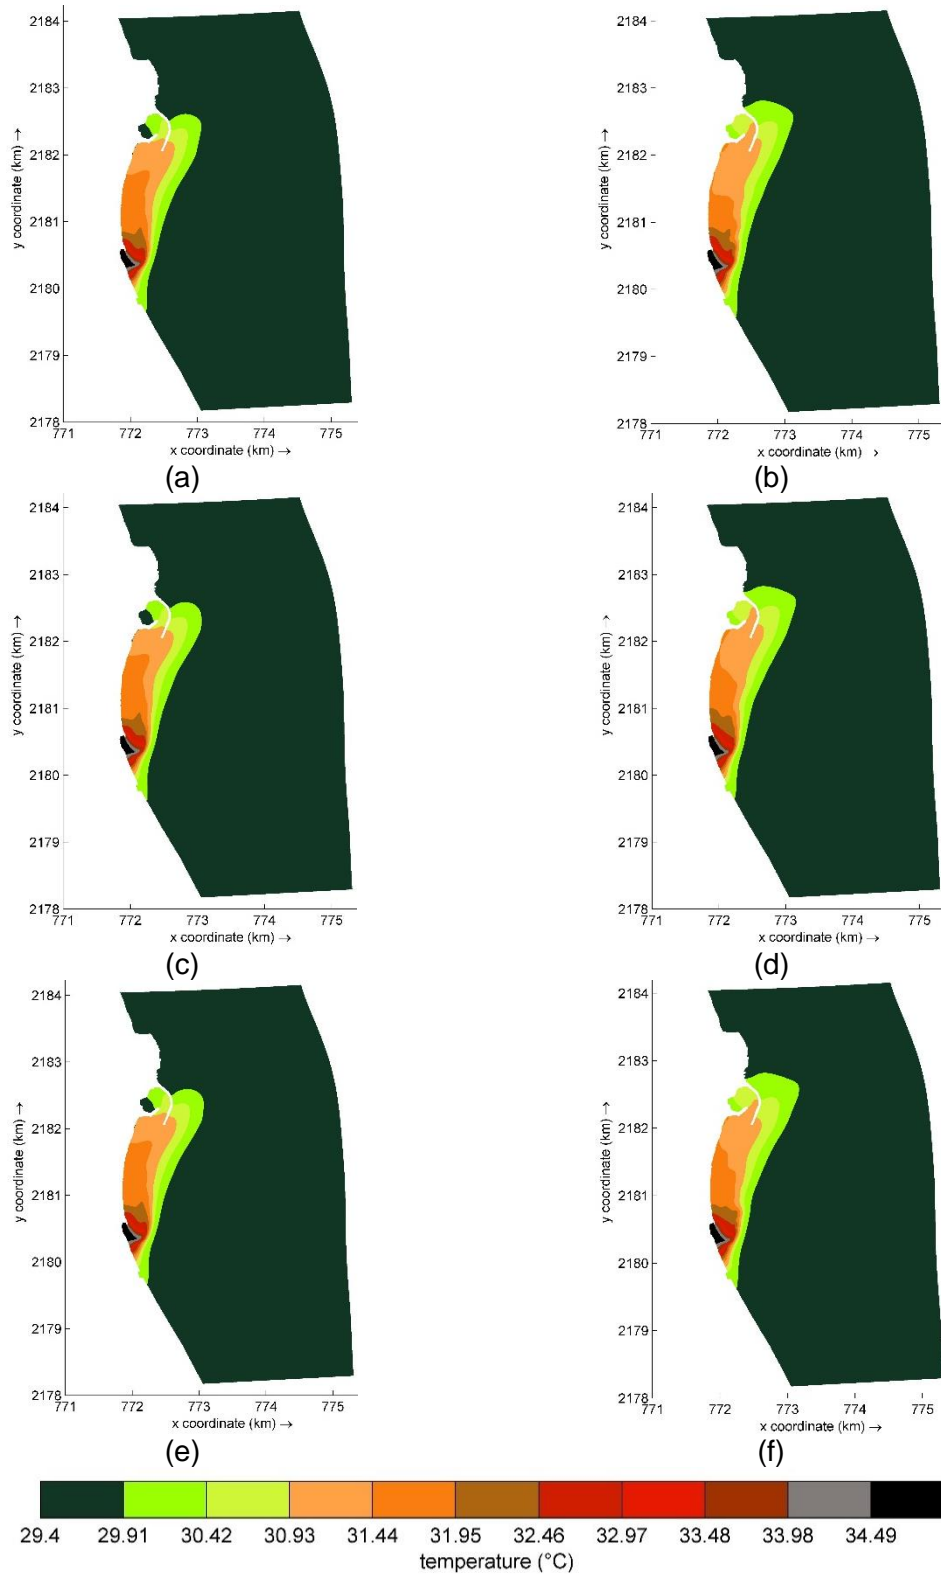 2184
2183
2182
2181
2180
2179
2178
y coordinate (km) →
771 772 773 774 775
x coordinate (km) →
(a)
2184
2183
2182
2181
2180
2179
2178
y coordinate (km) →
771 772 773 774 775
x coordinate (km) →
(b)
2184
2183
2182
2181
2180
2179
2178
y coordinate (km) →
771 772 773 774 775
x coordinate (km) →
(c)
2184
2183
2182
2181
2180
2179
2178
y coordinate (km) →
771 772 773 774 775
x coordinate (km) →
(d)
2184
2183
2182
2181
2180
2179
2178
y coordinate (km) →
771 772 773 774 775
x coordinate (km) →
(e)
2184
2183
2182
2181
2180
2179
2178
y coordinate (km) →
771 772 773 774 775
x coordinate (km) →
(f)
29.4 29.91 30.42 30.93 31.44 31.95 32.46 32.97 33.48 33.98 34.49
temperature (°C)